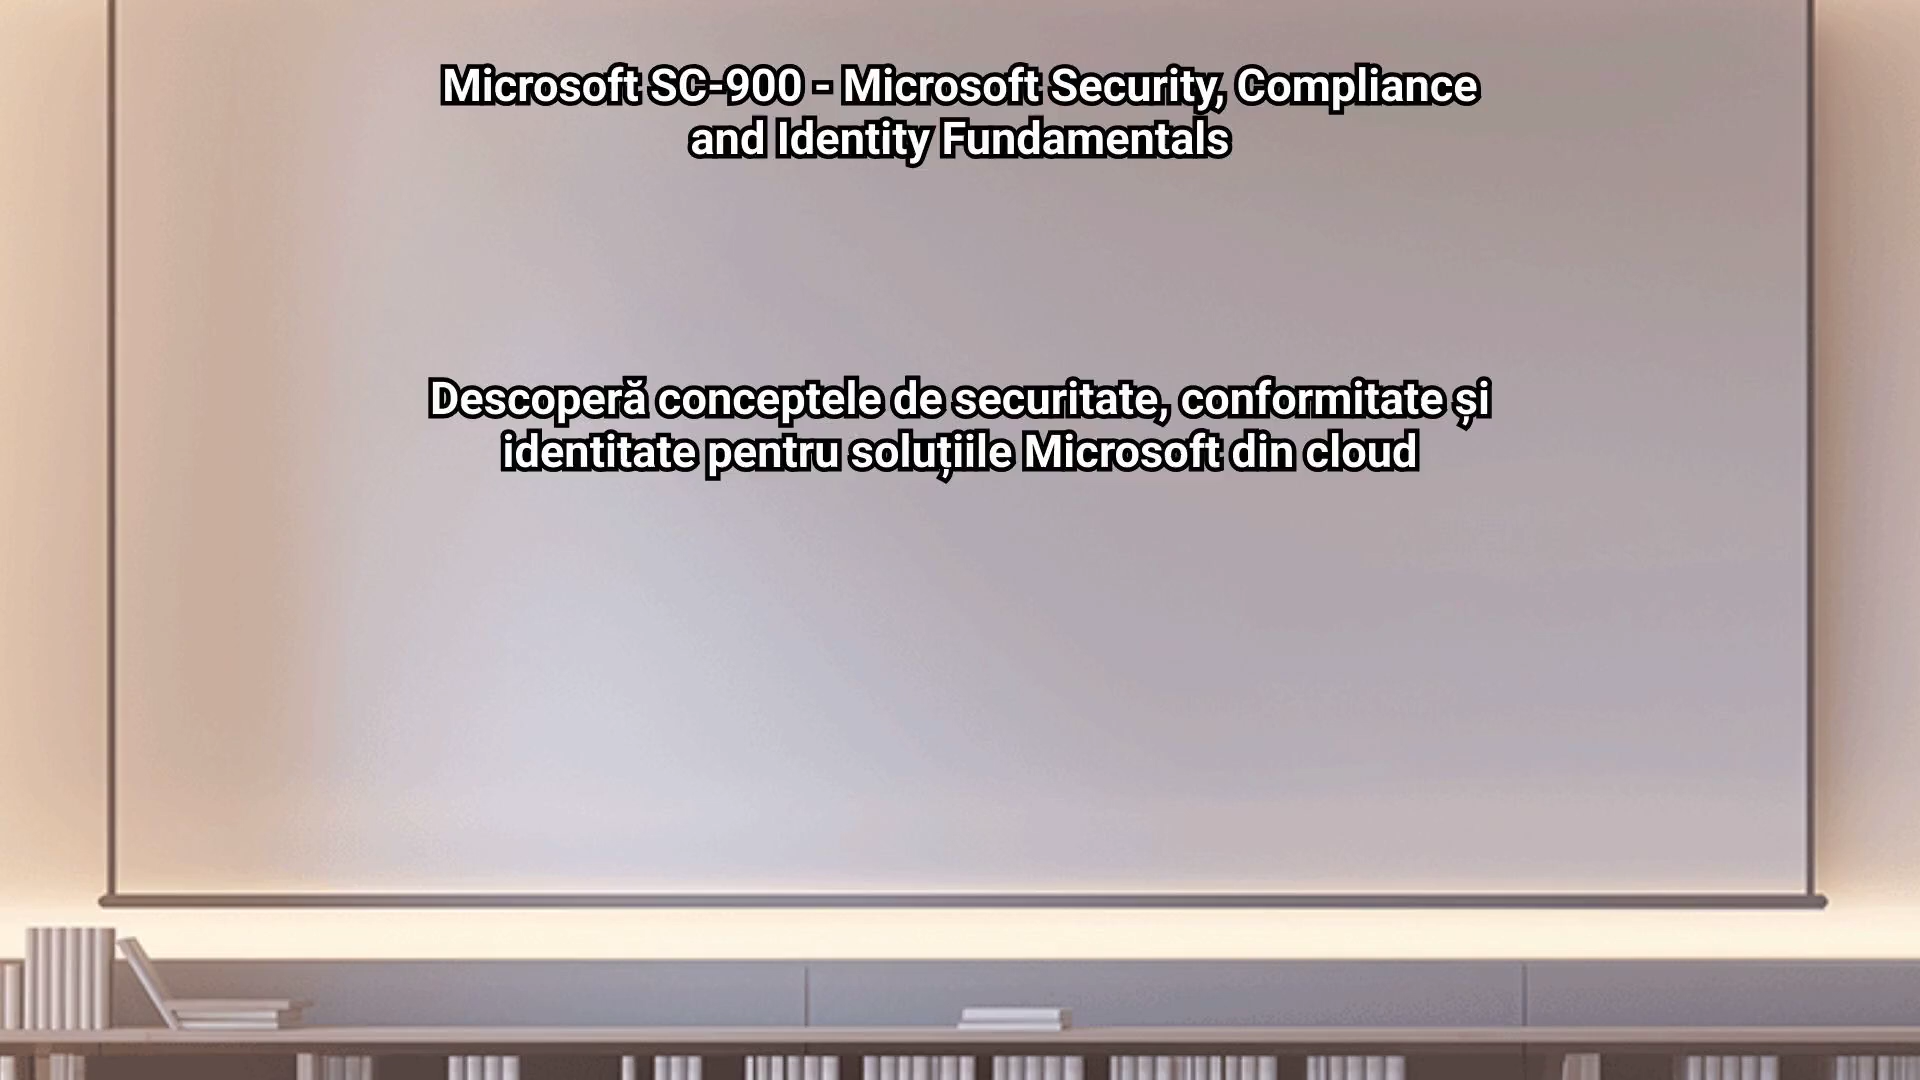 Microsoft SC-900 - Microsoft Security, Compliance
and Identity Fundamentals
Descoperă conceptele de securitate, conformitate și
identitate pentru soluțiile Microsoft din cloud